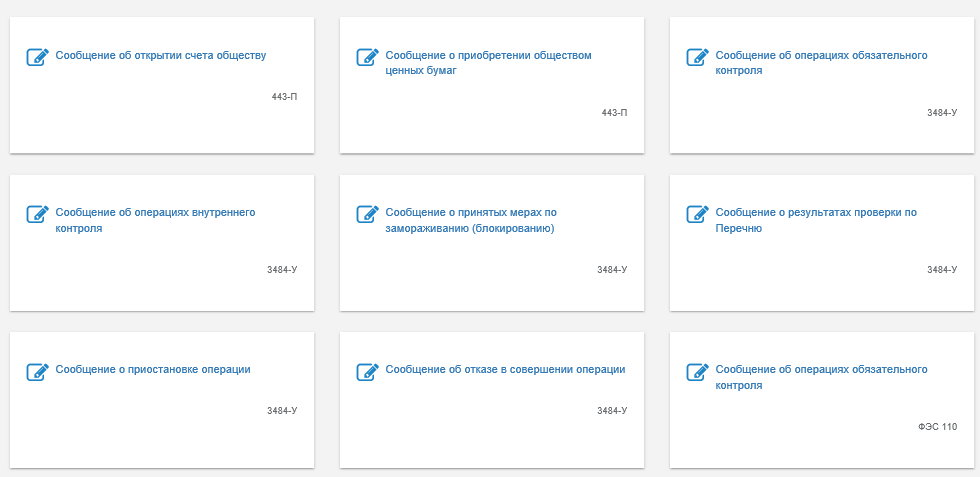 Сообщение об открытии счета обществу
443-П
Сообщение о приобретении обществом
ценных бумаг
443-П
Сообщение об операциях обязательного
контроля
3484-У
Сообщение об операциях внутреннего
контроля
3484-У
Сообщение о принятых мерах по
замораживанию (блокированию)
3484-У
Сообщение о результатах проверки по
Перечню
3484-У
Сообщение о приостановке операции
3484-У
Сообщение об отказе в совершении операции
3484-У
Сообщение об операциях обязательного
контроля
ФЭС 110